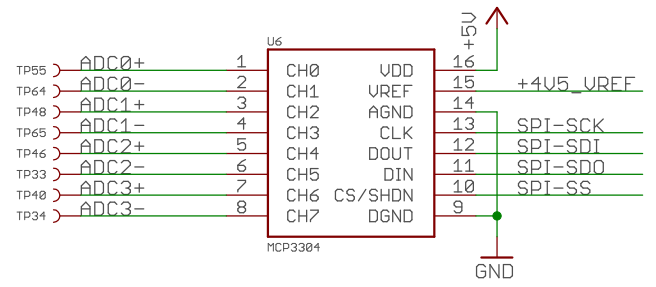 U6
+5V
TP55 ADC0+ 1 CH0 VDD 16
TP64 ADC0- 2 CH1 VREF 15 +4V5_VREF
TP48 ADC1+ 3 CH2 AGND 14
TP65 ADC1- 4 CH3 CLK 13 SPI-SCK
TP46 ADC2+ 5 CH4 DOUT 12 SPI-SDI
TP33 ADC2- 6 CH5 DIN 11 SPI-SDO
TP40 ADC3+ 7 CH6 CS/SHDN 10 SPI-SS
TP34 ADC3- 8 CH7 DGND 9
MCP3304
GND